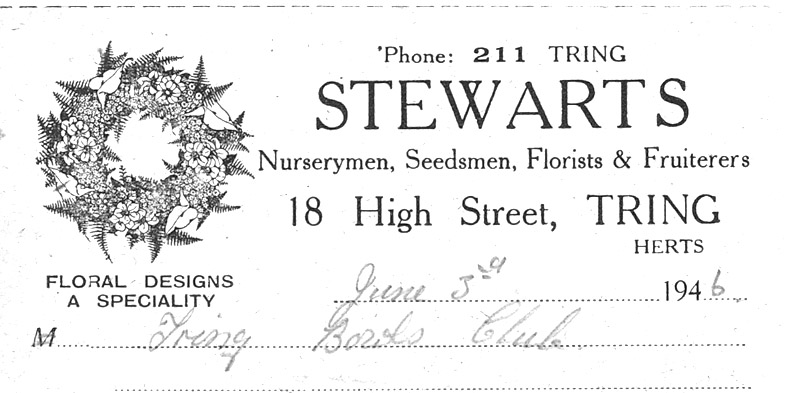 'Phone: 211 TRING
STEWARTS
Nurserymen, Seedsmen, Florists & Fruiterers
18 High Street, TRING
HERTS
FLORAL DESIGNS
A SPECIALITY
June 3rd 1946
M Tring Bowls Club